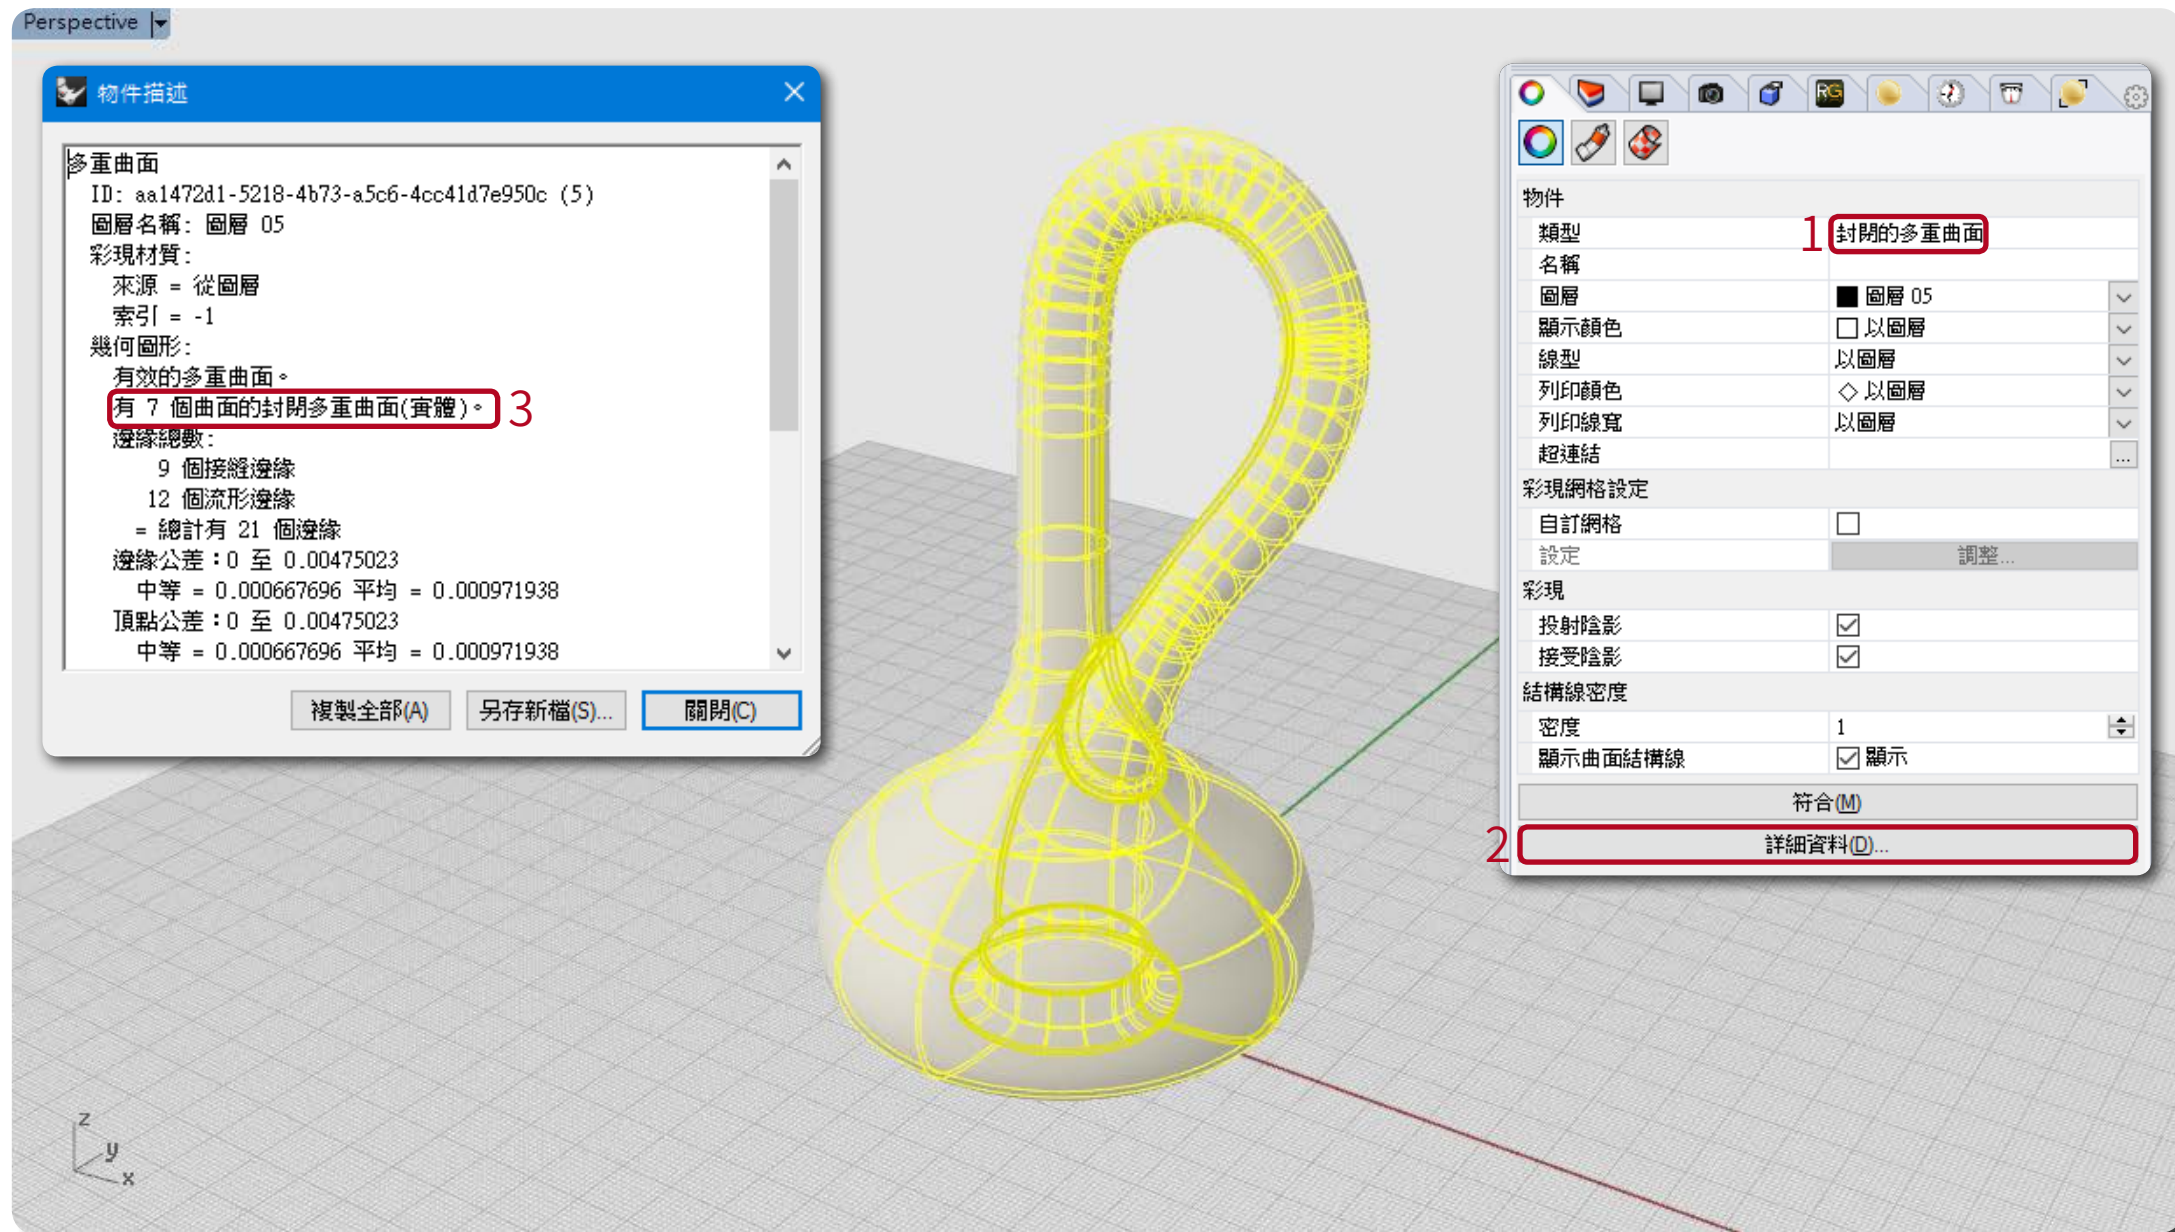 Perspective
物件描述
多重曲面
ID: aa1472d1-5218-4b73-a5c6-4cc41d7e950c (5)
圖層名稱: 圖層 05
彩現材質:
來源 = 從圖層
索引 = -1
幾何圖形:
有效的多重曲面。
有 7 個曲面的封閉多重曲面(實體)。 3
邊緣總數:
9 個接縫邊緣
12 個流形邊緣
= 總計有 21 個邊緣
邊緣公差：0 至 0.00475023
中等 = 0.000667696 平均 = 0.000971938
頂點公差：0 至 0.00475023
中等 = 0.000667696 平均 = 0.000971938
複製全部(A) 另存新檔(S)... 關閉(C)
RG
物件
類型 1 封閉的多重曲面
名稱
圖層 圖層 05
顯示顏色 以圖層
線型 以圖層
列印顏色 以圖層
列印線寬 以圖層
超連結 ...
彩現網格設定
自訂網格
設定 調整...
彩現
投射陰影
接受陰影
結構線密度
密度 1
顯示曲面結構線 顯示
符合(M)
2 詳細資料(D)...
z
y
x